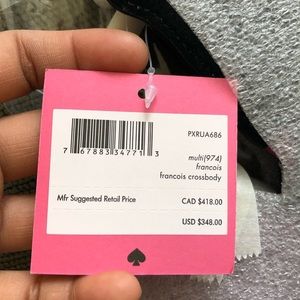 PXRUA686
7 67883 34771 3
multi(974)
francois
francois crossbody
Mfr Suggested Retail Price
CAD $418.00
USD $348.00